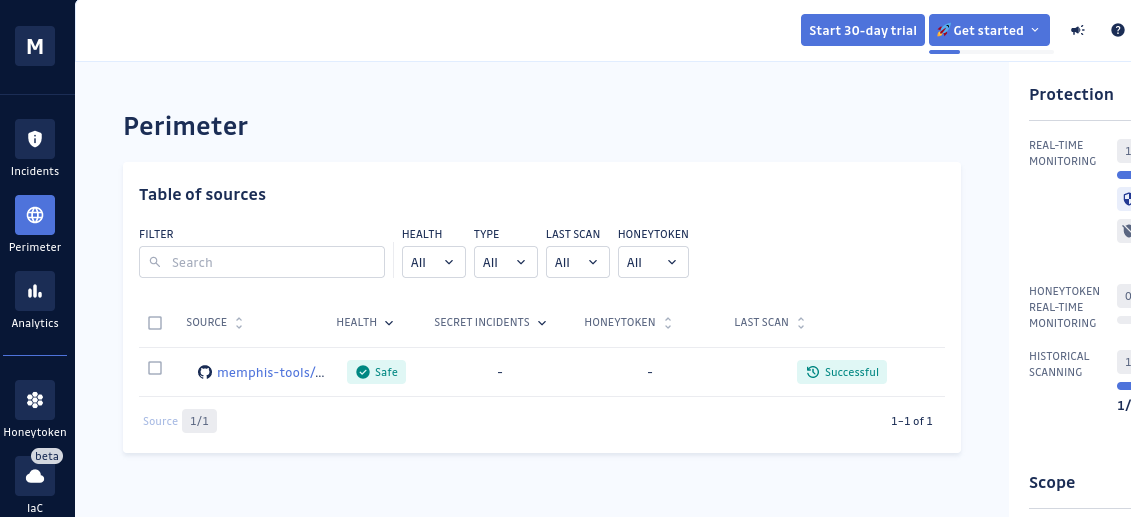 M
Start 30-day trial
🚀 Get started
Incidents
Perimeter
Analytics
Honeytoken
beta
IaC
Perimeter
Table of sources
FILTER HEALTH TYPE LAST SCAN HONEYTOKEN
Search All All All All
SOURCE HEALTH SECRET INCIDENTS HONEYTOKEN LAST SCAN
memphis-tools/... Safe - - Successful
Source 1/1 1–1 of 1
Protection
REAL-TIME
MONITORING
1
HONEYTOKEN
REAL-TIME
MONITORING
0
HISTORICAL
SCANNING
1
1/
Scope